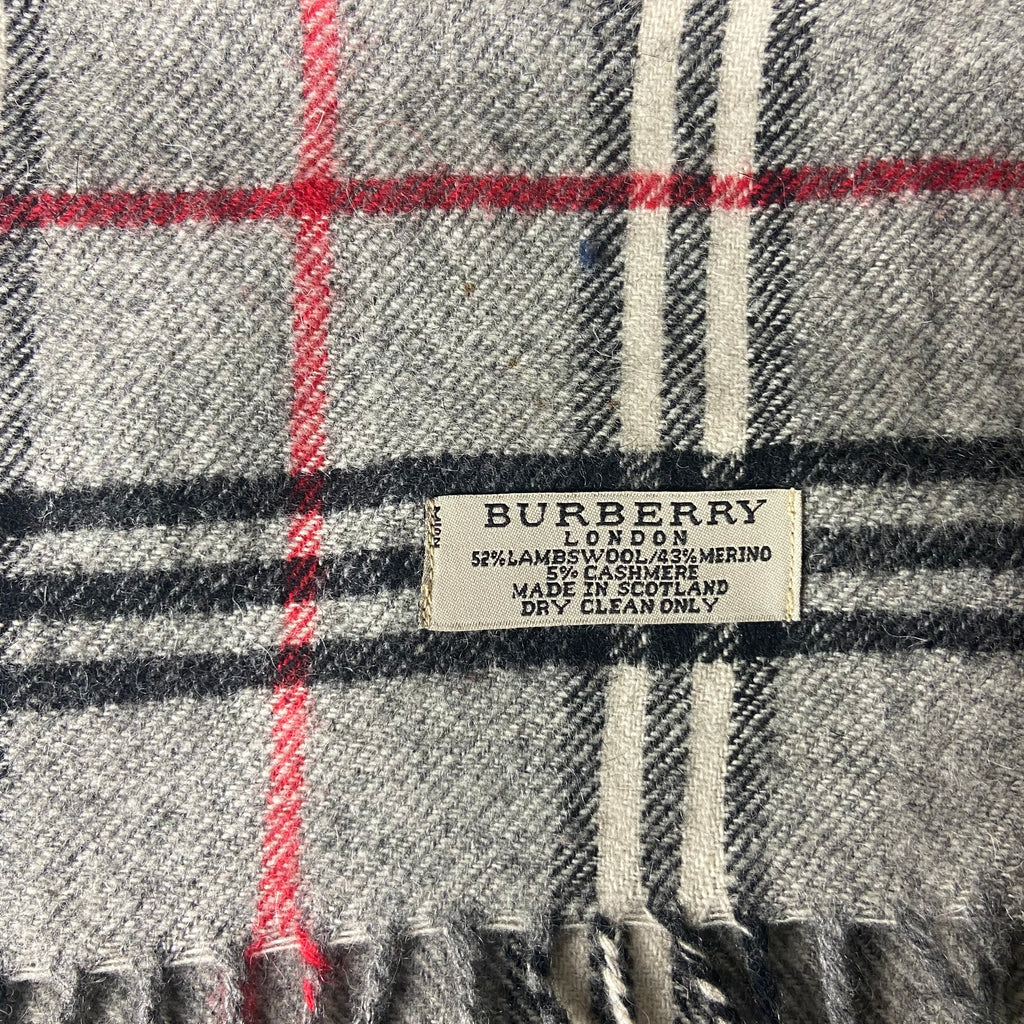 BURBERRY
LONDON
52% LAMBSWOOL/43% MERINO
5% CASHMERE
MADE IN SCOTLAND
DRY CLEAN ONLY